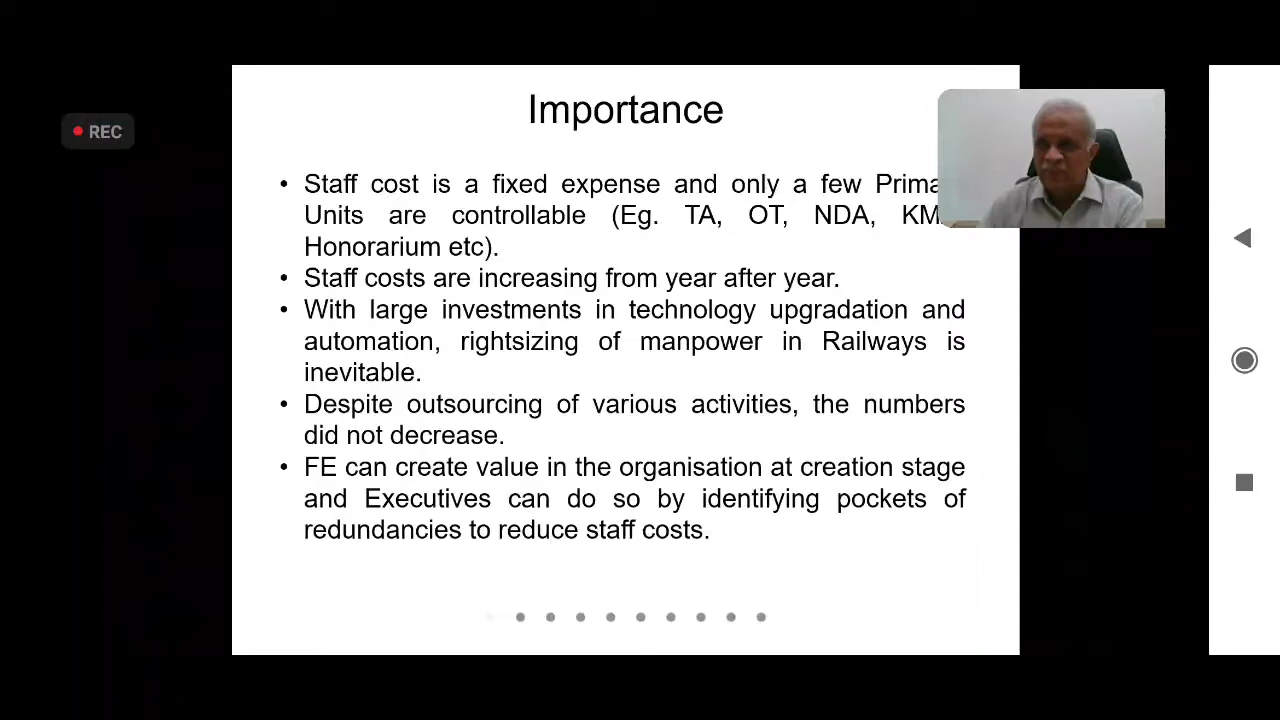 Importance
REC
• Staff cost is a fixed expense and only a few
Units are controllable (Eg. TA, OT, NDA,
Honorarium etc).
• Staff costs are increasing from year after year.
• With large investments in technology upgradation and
automation, rightsizing of manpower in Railways is
inevitable.
• Despite outsourcing of various activities, the numbers
did not decrease.
• FE can create value in the organisation at creation stage
and Executives can do so by identifying pockets of
redundancies to reduce staff costs.